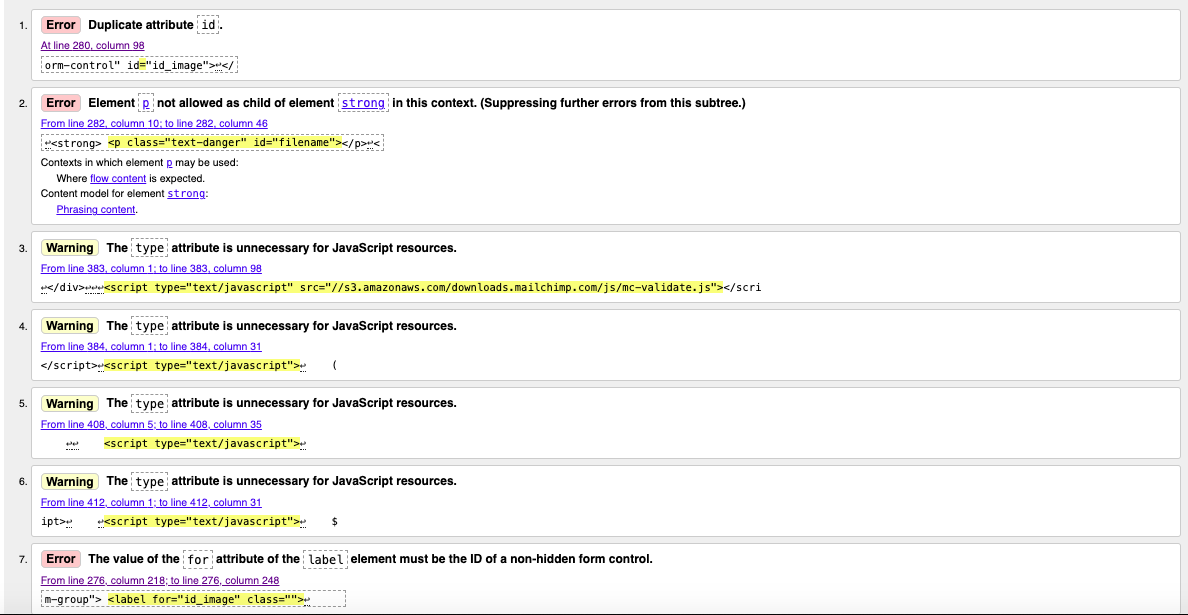 1. Error Duplicate attribute id.
At line 280, column 98
orm-control" id="id_image">↩</
2. Error Element p not allowed as child of element strong in this context. (Suppressing further errors from this subtree.)
From line 282, column 10; to line 282, column 46
↩<strong> <p class="text-danger" id="filename"></p>↩<
Contexts in which element p may be used:
Where flow content is expected.
Content model for element strong:
Phrasing content.
3. Warning The type attribute is unnecessary for JavaScript resources.
From line 383, column 1; to line 383, column 98
↩</div>↩↩↩<script type="text/javascript" src="//s3.amazonaws.com/downloads.mailchimp.com/js/mc-validate.js"></scri
4. Warning The type attribute is unnecessary for JavaScript resources.
From line 384, column 1; to line 384, column 31
</script>↩<script type="text/javascript">↩ (
5. Warning The type attribute is unnecessary for JavaScript resources.
From line 408, column 5; to line 408, column 35
↩↩ <script type="text/javascript">↩
6. Warning The type attribute is unnecessary for JavaScript resources.
From line 412, column 1; to line 412, column 31
ipt>↩ ↩<script type="text/javascript">↩ $
7. Error The value of the for attribute of the label element must be the ID of a non-hidden form control.
From line 276, column 218; to line 276, column 248
m-group"> <label for="id_image" class="">↩